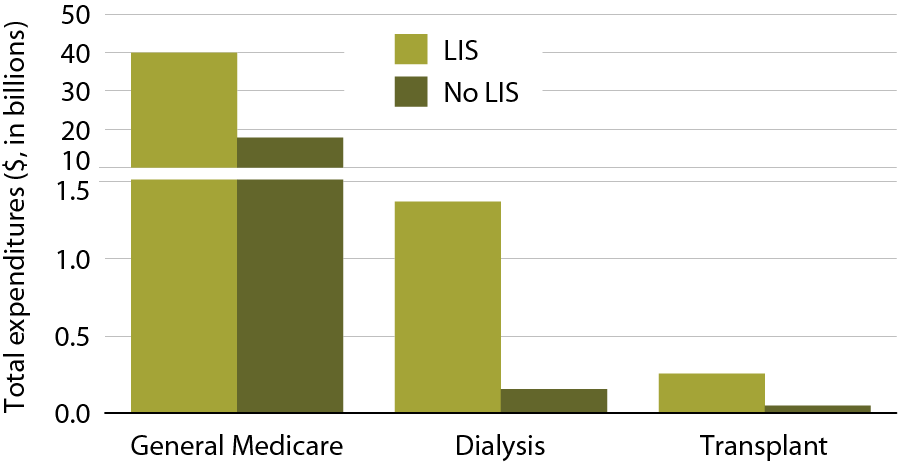 Total expenditures ($, in billions)
50
40
30
20
10
1.5
1.0
0.5
0.0
LIS
No LIS
General Medicare
Dialysis
Transplant